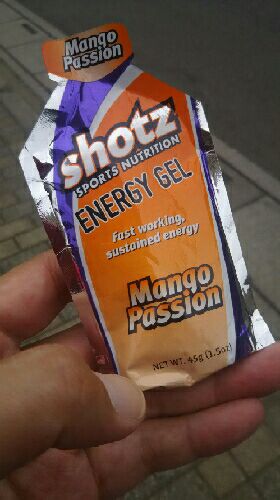 Mango
Passion
shotz
SPORTS NUTRITION
ENERGY GEL
Fast working,
sustained energy
Mango
Passion
NET WT. 45g (1.5oz)